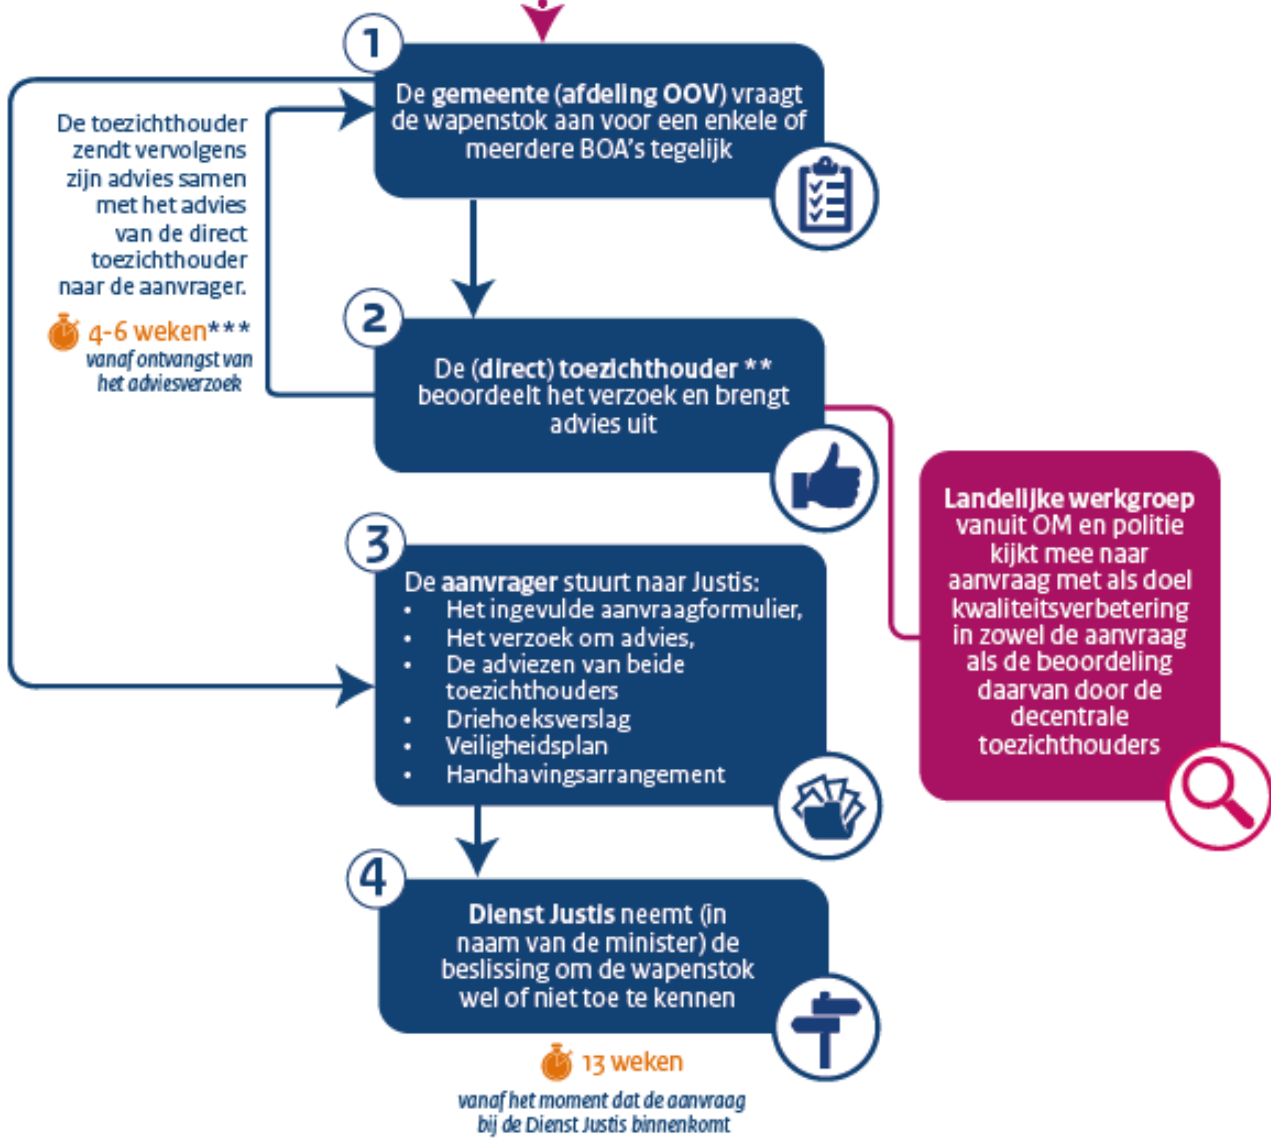 1
De gemeente (afdeling OOV) vraagt
de wapenstok aan voor een enkele of
meerdere BOA's tegelijk
De toezichthouder
zendt vervolgens
zijn advies samen
met het advies
van de direct
toezichthouder
naar de aanvrager.
4-6 weken***
vanaf ontvangst van
het adviesverzoek
2
De (direct) toezichthouder **
beoordeelt het verzoek en brengt
advies uit
Landelijke werkgroep
vanuit OM en politie
kijkt mee naar
aanvraag met als doel
kwaliteitsverbetering
in zowel de aanvraag
als de beoordeling
daarvan door de
decentrale
toezichthouders
3
De aanvrager stuurt naar Justis:
• Het ingevulde aanvraagformulier,
• Het verzoek om advies,
• De adviezen van beide
toezichthouders
• Driehoeksverslag
• Veiligheidsplan
• Handhavingsarrangement
4
Dienst Justis neemt (in
naam van de minister) de
beslissing om de wapenstok
wel of niet toe te kennen
13 weken
vanaf het moment dat de aanvraag
bij de Dienst Justis binnenkomt